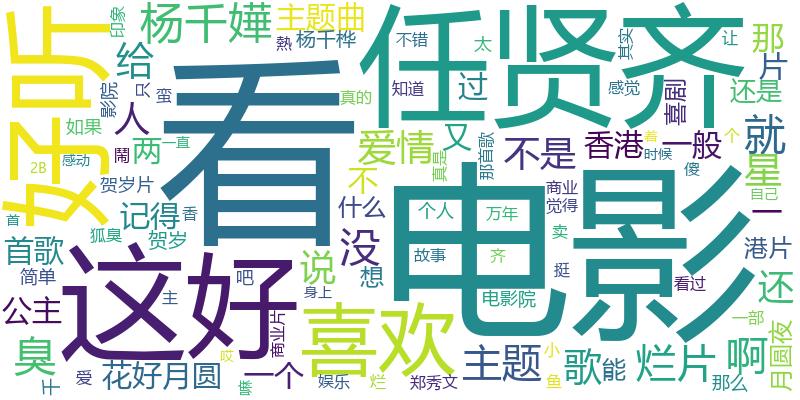 好听
印象
杨千嬅
主题曲
给
影院
只
蛮
熱
杨千桦
真的
看
任贤齐
不错
太
其实
让
那
片
还是
知道
过
感觉
喜剧
如果
人
2B
感动
鬧
两
一直
爱情
又
真是
那首歌
不是
香港
一般
着
个
时候
就
星
一
傻
自己
贺岁片
不
记得
香
什么
首
狐臭
贺岁
没
个人
万年
商业
觉得
港片
首歌
这好
说
想
故事
齐
卖
电影
简单
吧
主
身上
电影院
挺
看过
还
公主
商业片
喜欢
一部
月圆夜
臭
哎
主题
小
歌
能
烂片
啊
干
爱
花好月圆
一个
娱乐
烂
郑秀文
鱼
那么